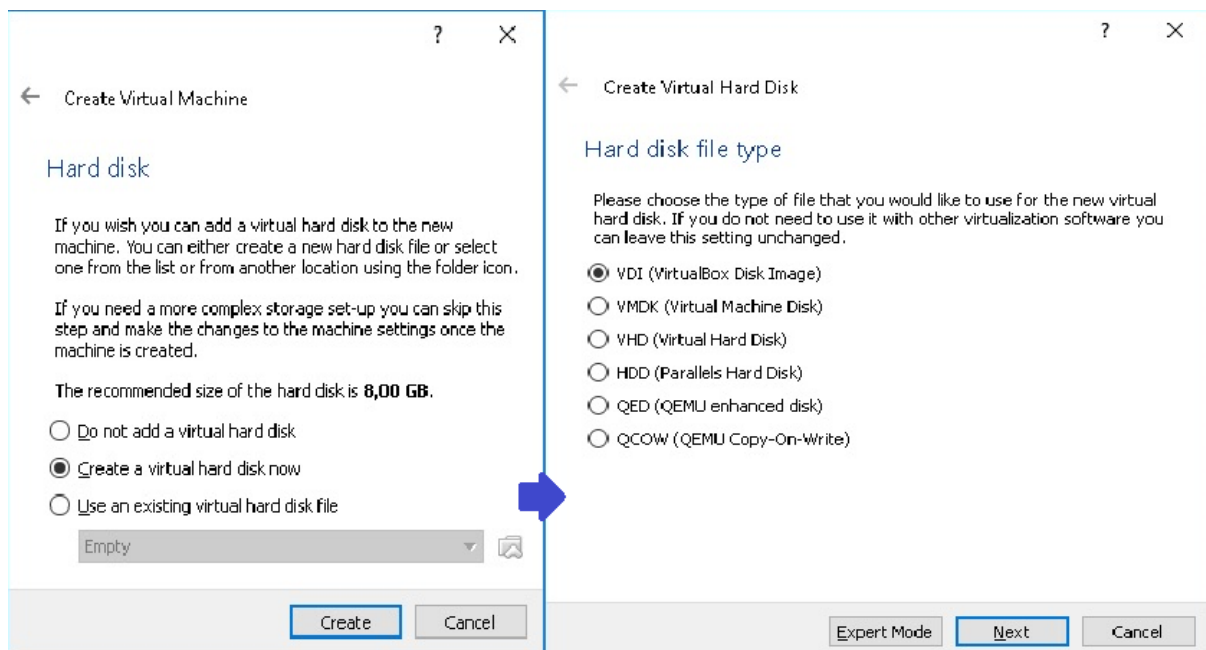 ?
Create Virtual Machine
Hard disk
If you wish you can add a virtual hard disk to the new
machine. You can either create a new hard disk file or select
one from the list or from another location using the folder icon.
If you need a more complex storage set-up you can skip this
step and make the changes to the machine settings once the
machine is created.
The recommended size of the hard disk is 8,00 GB.
Do not add a virtual hard disk
Create a virtual hard disk now
Use an existing virtual hard disk file
Empty
Create
Cancel
?
Create Virtual Hard Disk
Hard disk file type
Please choose the type of file that you would like to use for the new virtual
hard disk. If you do not need to use it with other virtualization software you
can leave this setting unchanged.
VDI (VirtualBox Disk Image)
VMDK (Virtual Machine Disk)
VHD (Virtual Hard Disk)
HDD (Parallels Hard Disk)
QED (QEMU enhanced disk)
QCOW (QEMU Copy-On-Write)
Expert Mode
Next
Cancel